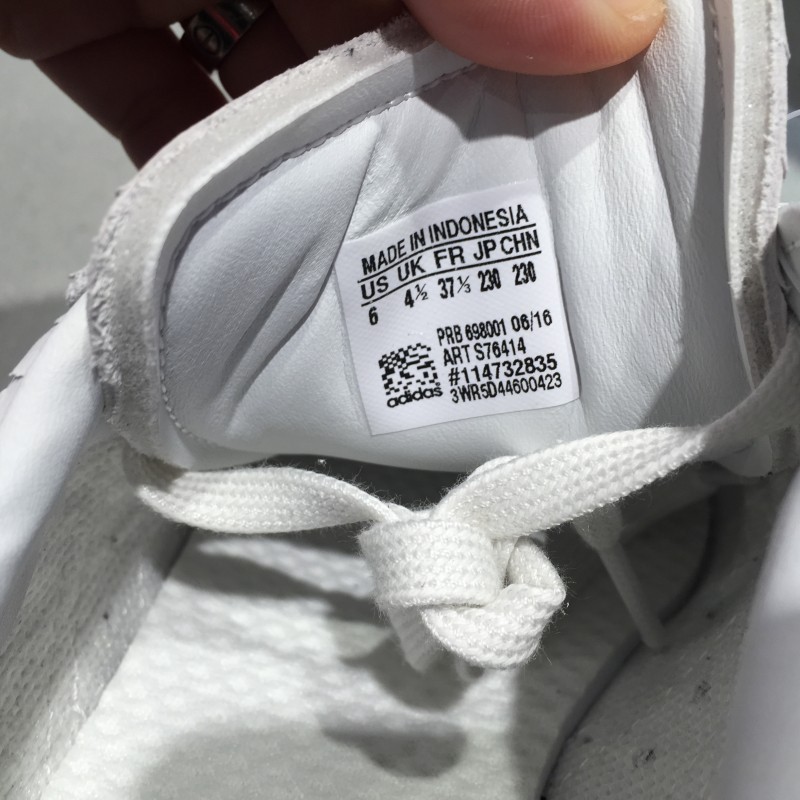 MADE IN INDONESIA
US UK FR JP CHN
6 4½ 37⅓ 230 230
PRB 698001 06/16
ART S76414
#114732835
adidas 3WR5D44600423